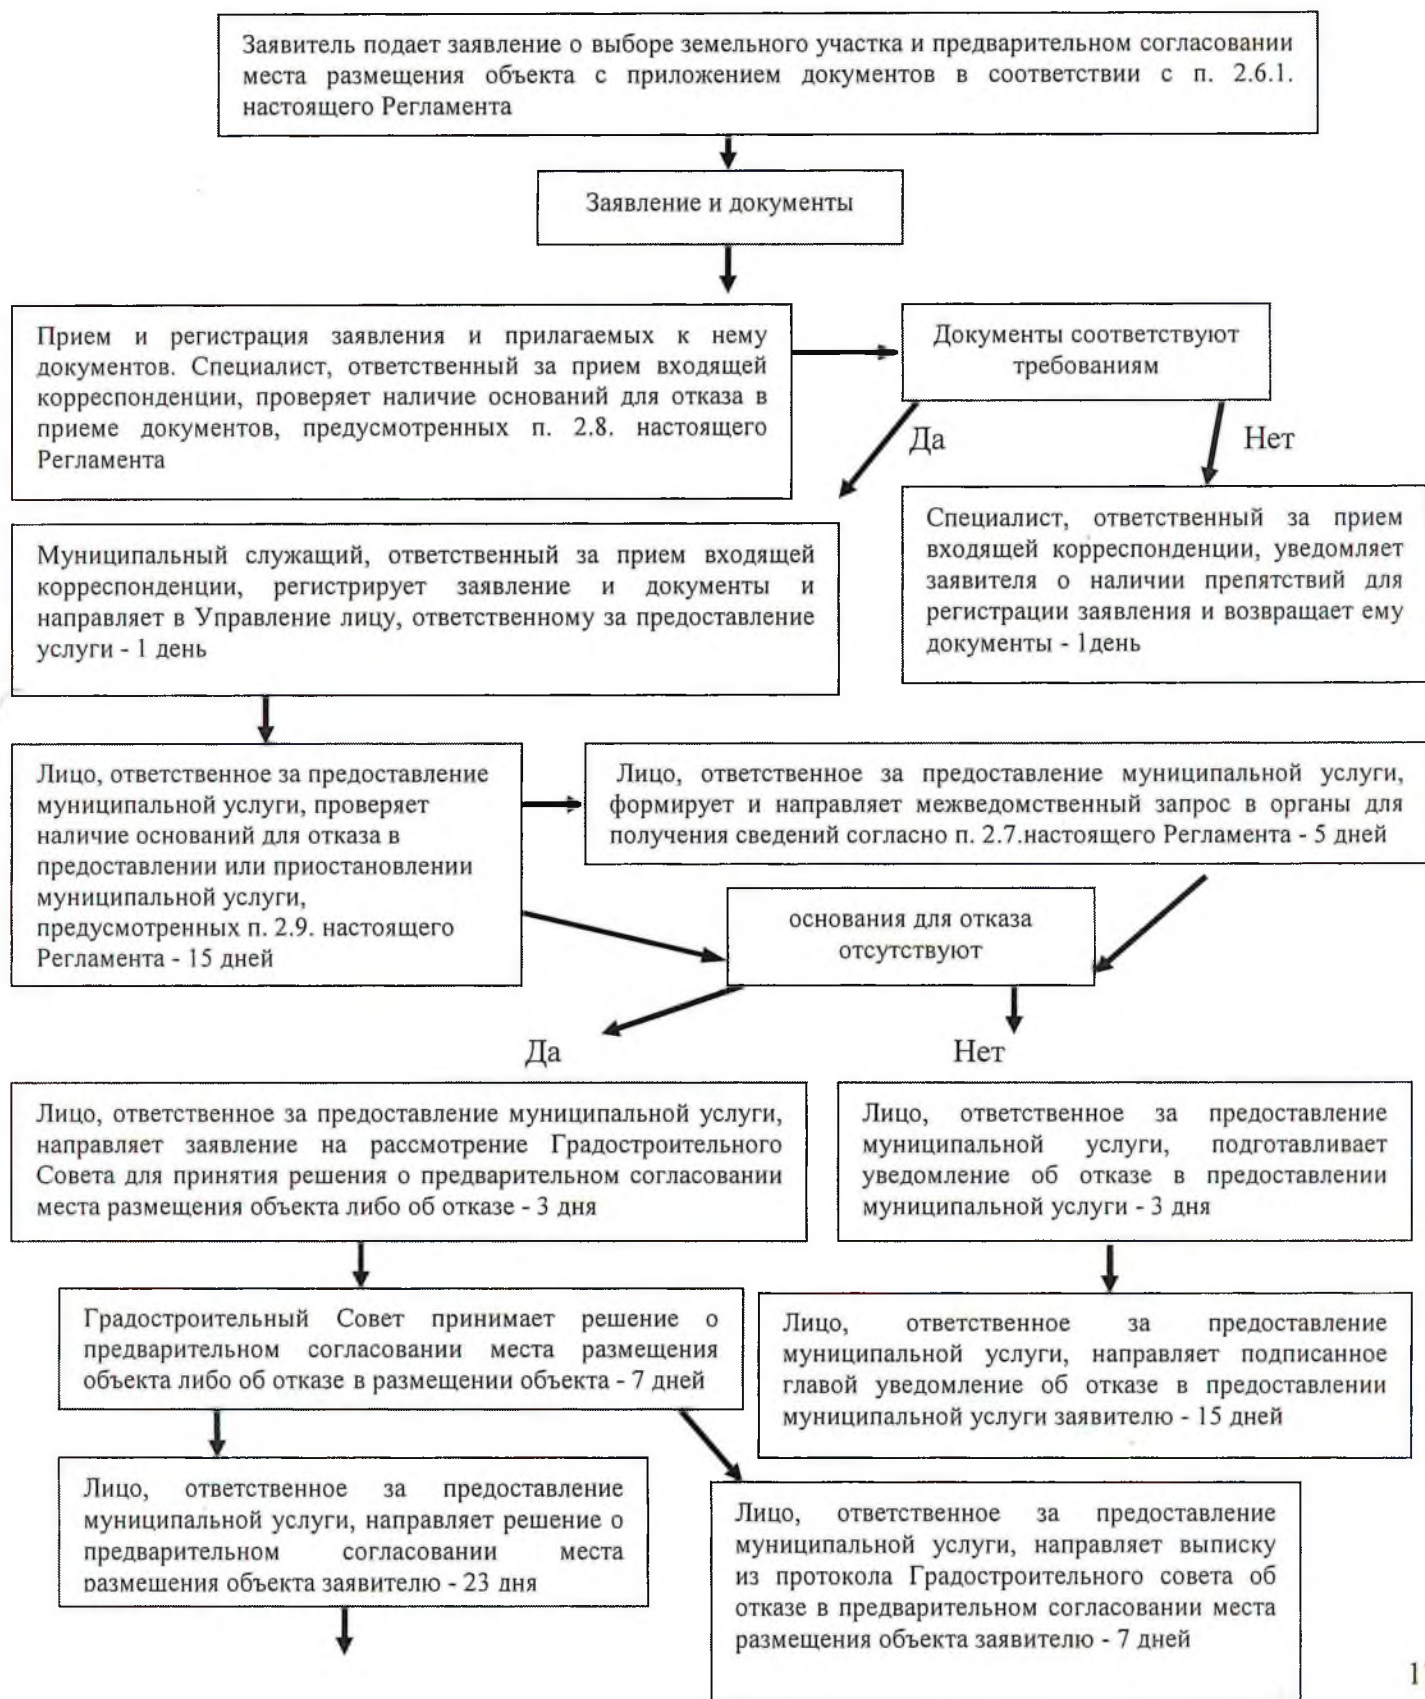 Заявитель подает заявление о выборе земельного участка и предварительном согласовании
места размещения объекта с приложением документов в соответствии с п. 2.6.1.
настоящего Регламента
Заявление и документы
Прием и регистрация заявления и прилагаемых к нему
документов. Специалист, ответственный за прием входящей
корреспонденции, проверяет наличие оснований для отказа в
приеме документов, предусмотренных п. 2.8. настоящего
Регламента
Документы соответствуют
требованиям
Да
Нет
Муниципальный служащий, ответственный за прием входящей
корреспонденции, регистрирует заявление и документы и
направляет в Управление лицу, ответственному за предоставление
услуги - 1 день
Специалист, ответственный за прием
входящей корреспонденции, уведомляет
заявителя о наличии препятствий для
регистрации заявления и возвращает ему
документы - 1день
Лицо, ответственное за предоставление
муниципальной услуги, проверяет
наличие оснований для отказа в
предоставлении или приостановлении
муниципальной услуги,
предусмотренных п. 2.9. настоящего
Регламента - 15 дней
Лицо, ответственное за предоставление муниципальной услуги,
формирует и направляет межведомственный запрос в органы для
получения сведений согласно п. 2.7.настоящего Регламента - 5 дней
основания для отказа
отсутствуют
Да
Нет
Лицо, ответственное за предоставление муниципальной услуги,
направляет заявление на рассмотрение Градостроительного
Совета для принятия решения о предварительном согласовании
места размещения объекта либо об отказе - 3 дня
Лицо, ответственное за предоставление
муниципальной услуги, подготавливает
уведомление об отказе в предоставлении
муниципальной услуги - 3 дня
Градостроительный Совет принимает решение о
предварительном согласовании места размещения
объекта либо об отказе в размещении объекта - 7 дней
Лицо, ответственное за предоставление
муниципальной услуги, направляет подписанное
главой уведомление об отказе в предоставлении
муниципальной услуги заявителю - 15 дней
Лицо, ответственное за предоставление
муниципальной услуги, направляет решение о
предварительном согласовании места
размещения объекта заявителю - 23 дня
Лицо, ответственное за предоставление
муниципальной услуги, направляет выписку
из протокола Градостроительного совета об
отказе в предварительном согласовании места
размещения объекта заявителю - 7 дней
1